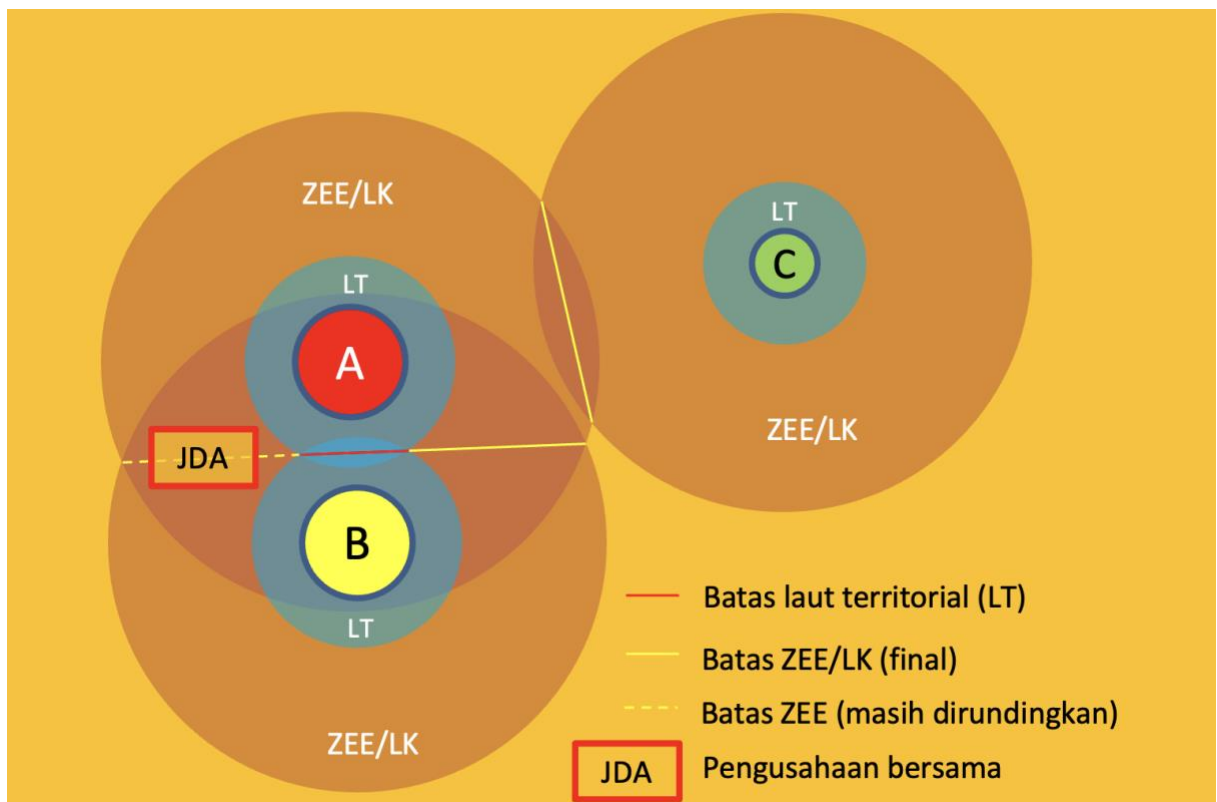 ZEE/LK
LT
A
LT
C
ZEE/LK
JDA
B
LT
ZEE/LK
Batas laut territorial (LT)
Batas ZEE/LK (final)
Batas ZEE (masih dirundingkan)
JDA Pengusahaan bersama